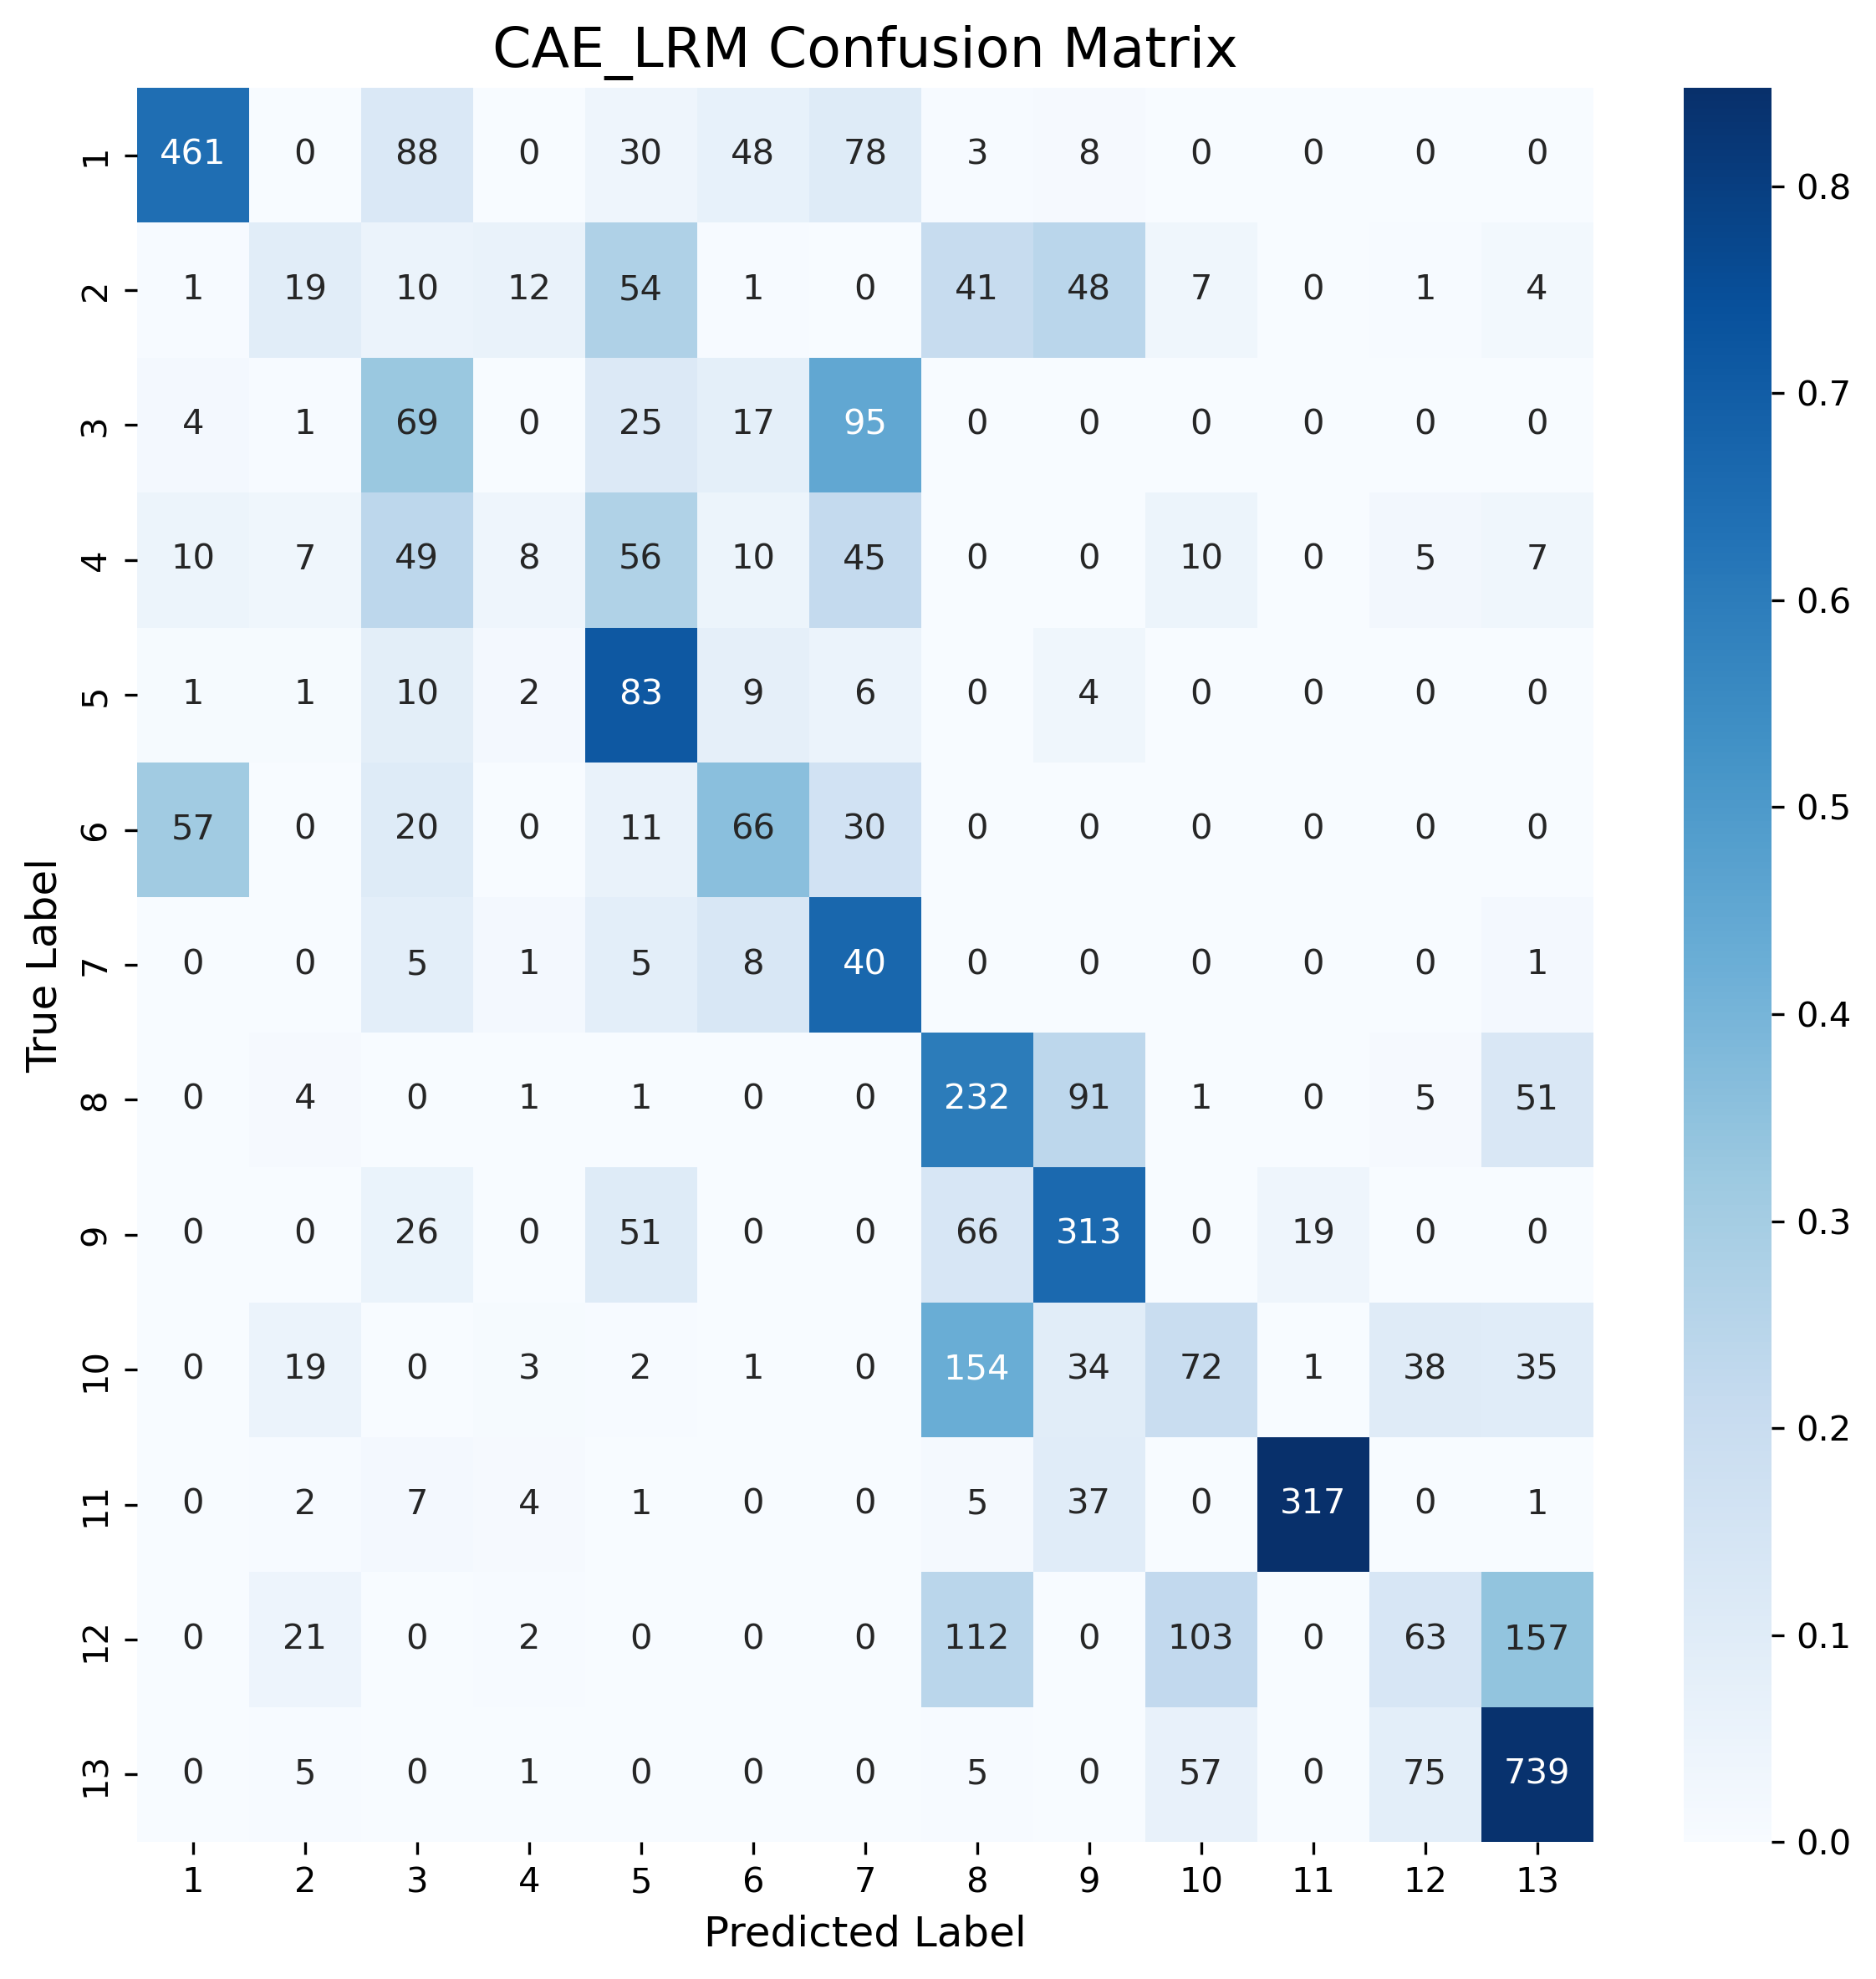 CAE_LRM Confusion Matrix
True Label
1 461 0 88 0 30 48 78 3 8 0 0 0 0
2 1 19 10 12 54 1 0 41 48 7 0 1 4
3 4 1 69 0 25 17 95 0 0 0 0 0 0
4 10 7 49 8 56 10 45 0 0 10 0 5 7
5 1 1 10 2 83 9 6 0 4 0 0 0 0
6 57 0 20 0 11 66 30 0 0 0 0 0 0
7 0 0 5 1 5 8 40 0 0 0 0 0 1
8 0 4 0 1 1 0 0 232 91 1 0 5 51
9 0 0 26 0 51 0 0 66 313 0 19 0 0
10 0 19 0 3 2 1 0 154 34 72 1 38 35
11 0 2 7 4 1 0 0 5 37 0 317 0 1
12 0 21 0 2 0 0 0 112 0 103 0 63 157
13 0 5 0 1 0 0 0 5 0 57 0 75 739
1 2 3 4 5 6 7 8 9 10 11 12 13
Predicted Label
0.8
0.7
0.6
0.5
0.4
0.3
0.2
0.1
0.0